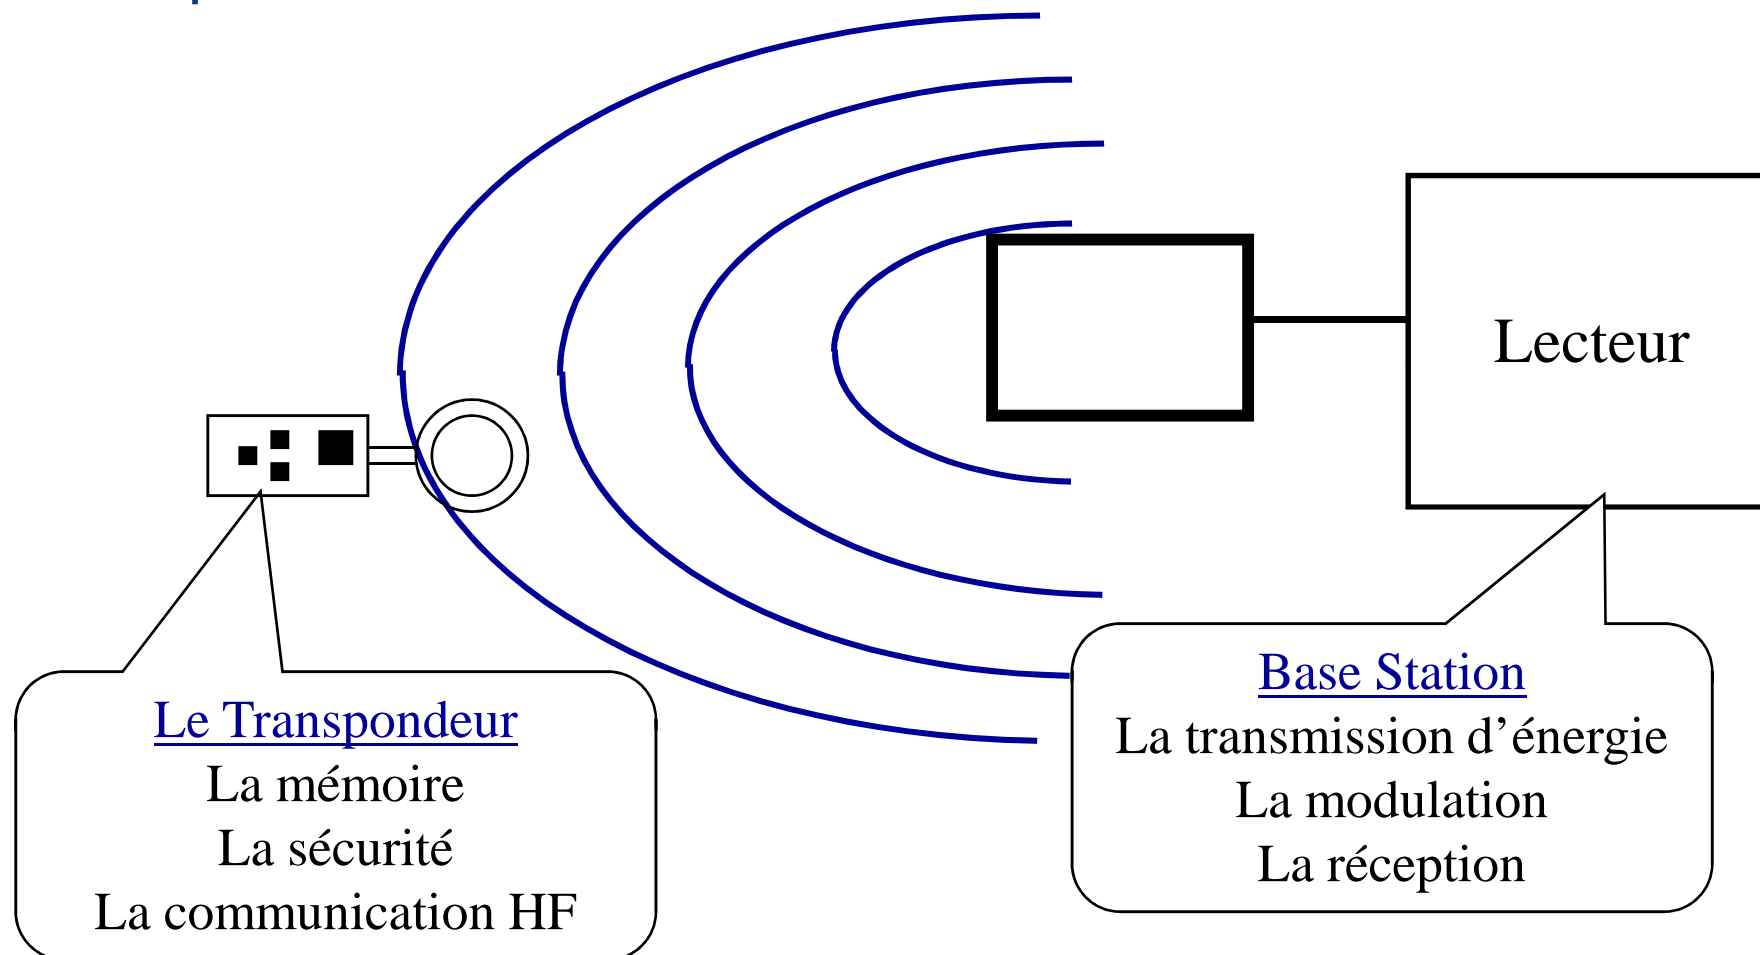 Lecteur
Le Transpondeur
La mémoire
La sécurité
La communication HF
Base Station
La transmission d’énergie
La modulation
La réception